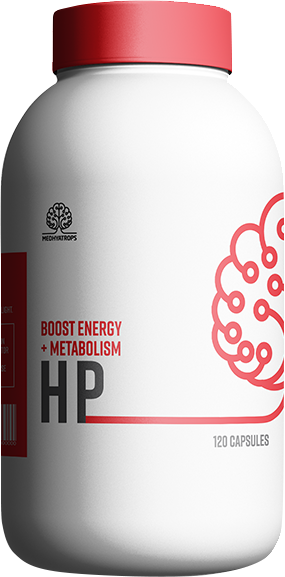 MEDHYATROPS
BOOST ENERGY
+ METABOLISM
HP
120 CAPSULES